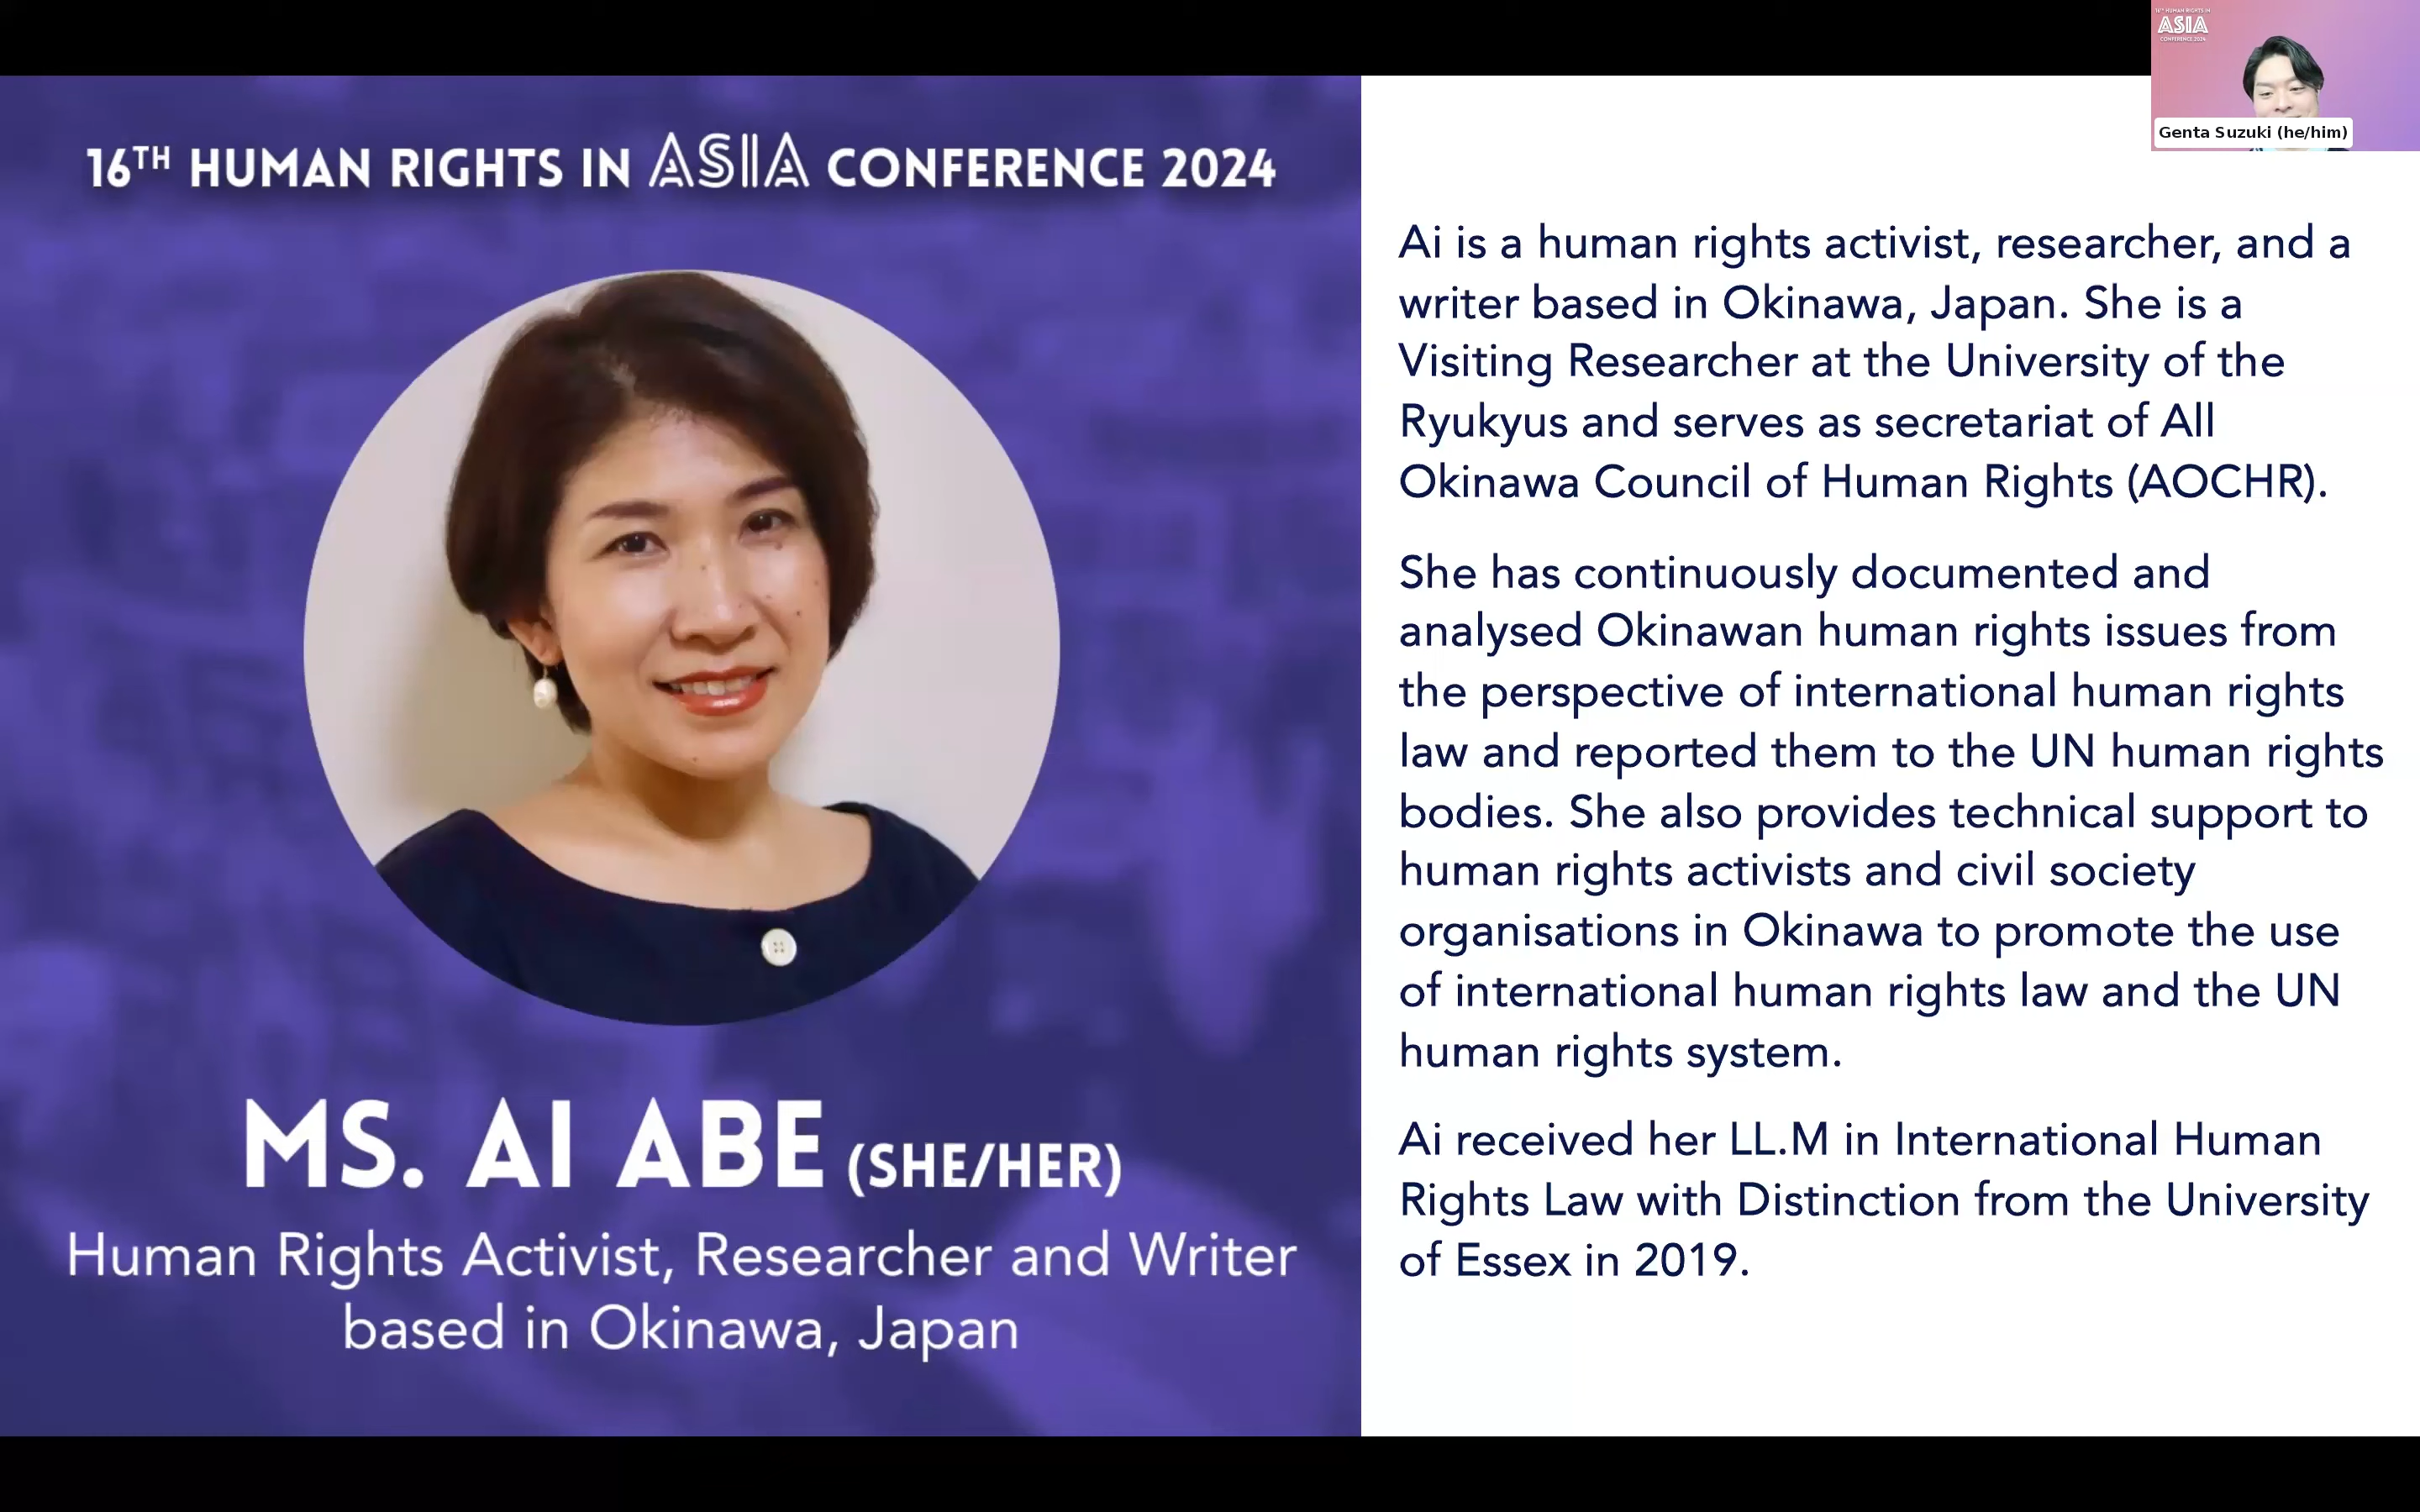 16TH HUMAN RIGHTS IN ASIA CONFERENCE 2024
MS. AI ABE (SHE/HER)
Human Rights Activist, Researcher and Writer
based in Okinawa, Japan
16TH HUMAN RIGHTS IN
ASIA
CONFERENCE 2024
Genta Suzuki (he/him)
Ai is a human rights activist, researcher, and a
writer based in Okinawa, Japan. She is a
Visiting Researcher at the University of the
Ryukyus and serves as secretariat of All
Okinawa Council of Human Rights (AOCHR).
She has continuously documented and
analysed Okinawan human rights issues from
the perspective of international human rights
law and reported them to the UN human rights
bodies. She also provides technical support to
human rights activists and civil society
organisations in Okinawa to promote the use
of international human rights law and the UN
human rights system.
Ai received her LL.M in International Human
Rights Law with Distinction from the University
of Essex in 2019.